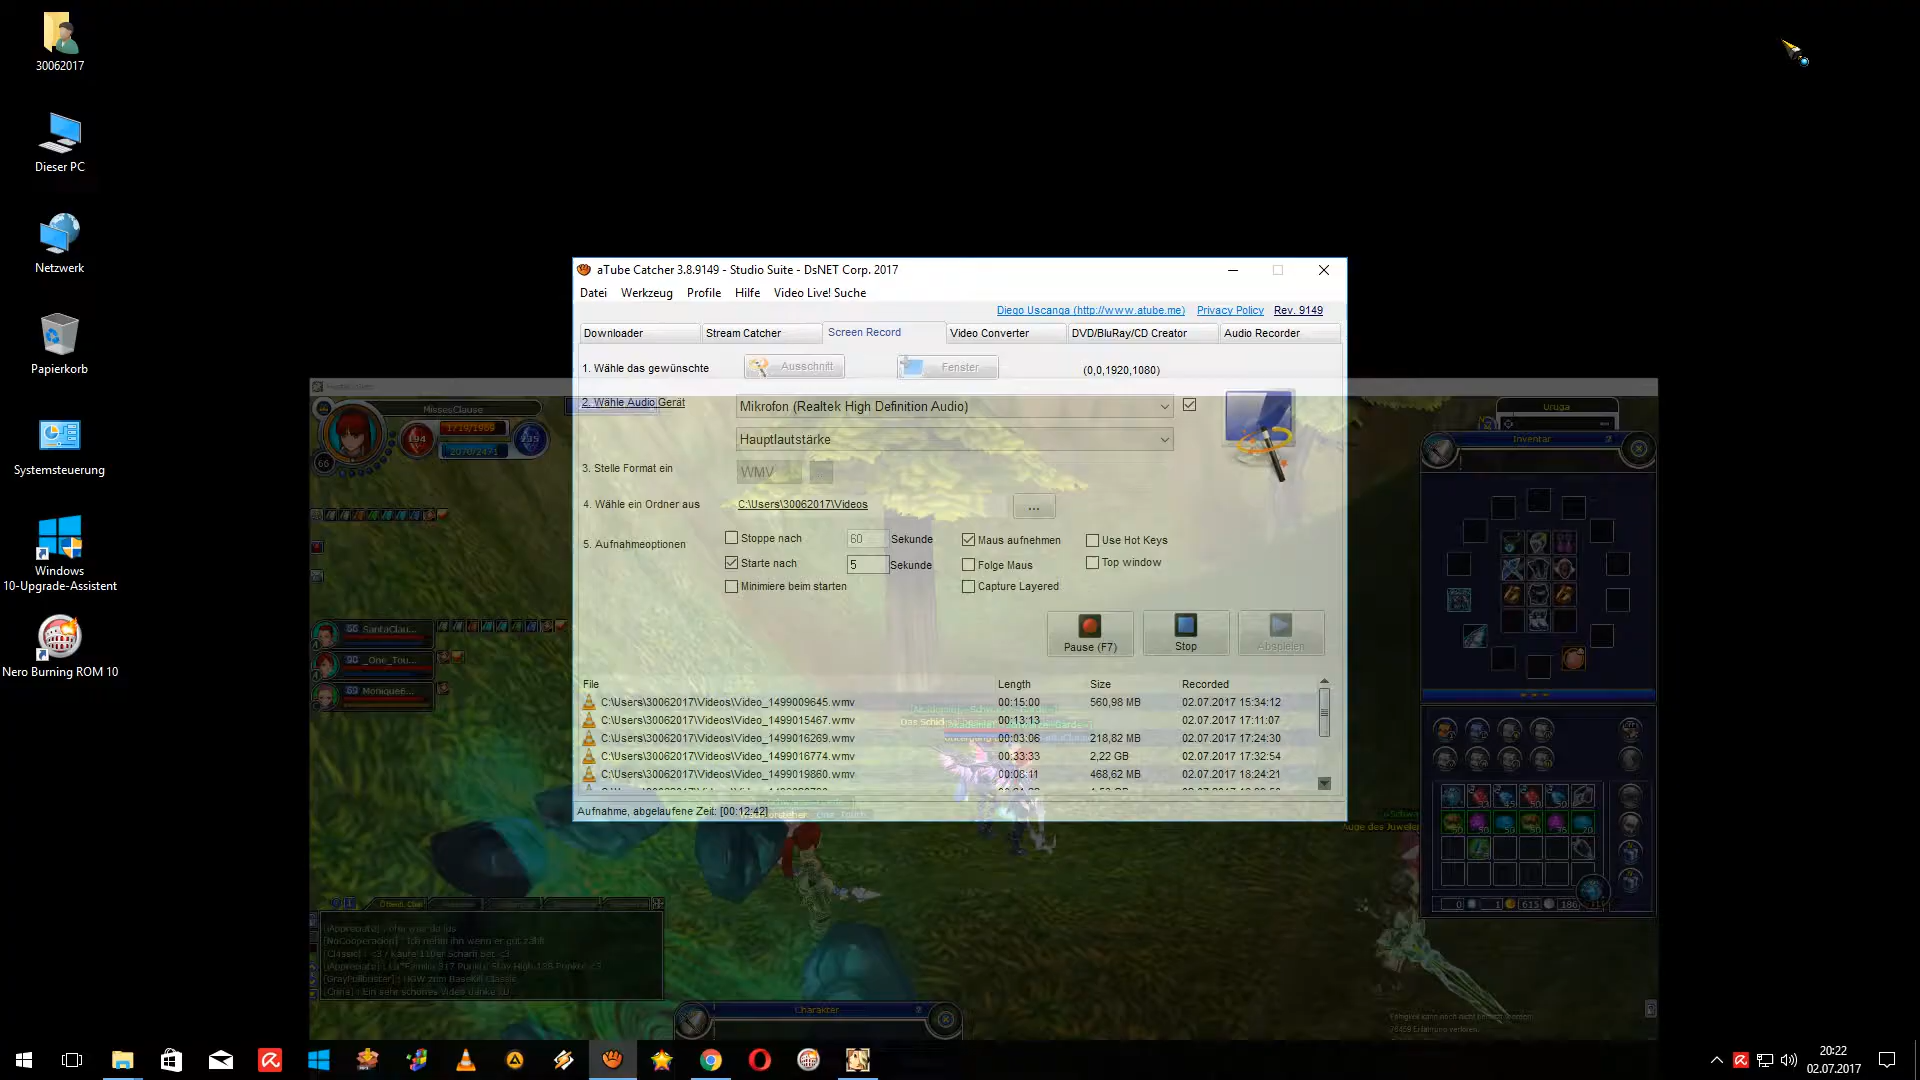 30062017
Dieser PC
Netzwerk
Papierkorb
Systemsteuerung
Windows
10-Upgrade-Assistent
Nero Burning ROM 10
aTube Catcher 3.8.9149 - Studio Suite - DsNET Corp. 2017
Datei Werkzeug Profile Hilfe Video Live! Suche
Diego Uscanga (http://www.atube.me) Privacy Policy Rev. 9149
Downloader Stream Catcher Screen Record Video Converter DVD/BluRay/CD Creator Audio Recorder
1. Wähle das gewünschte Ausschnitt Fenster (0,0,1920,1080)
2. Wähle Audio Gerät Mikrofon (Realtek High Definition Audio)
Hauptlautstärke
3. Stelle Format ein WMV
4. Wähle ein Ordner aus C:\Users\30062017\Videos ...
5. Aufnahmeoptionen
Stoppe nach 60 Sekunde Maus aufnehmen Use Hot Keys
Starte nach 5 Sekunde Folge Maus Top window
Minimiere beim starten Capture Layered
Pause (F7) Stop Abspielen
File Length Size Recorded
C:\Users\30062017\Videos\Video_1499009645.wmv 00:15:00 560,98 MB 02.07.2017 15:34:12
C:\Users\30062017\Videos\Video_1499015467.wmv 00:13:13 02.07.2017 17:11:07
C:\Users\30062017\Videos\Video_1499016269.wmv 00:03:06 218,82 MB 02.07.2017 17:24:30
C:\Users\30062017\Videos\Video_1499016774.wmv 00:33:33 2,22 GB 02.07.2017 17:32:54
C:\Users\30062017\Videos\Video_1499019860.wmv 468,62 MB 02.07.2017 18:24:21
Aufnahme, abgelaufene Zeit: [00:12:42]
MissesClause
194
66
66 SantaClau...
Monique6...
Uruga
Inventar
Auge des Juwelen
Charakter
20:22
02.07.2017